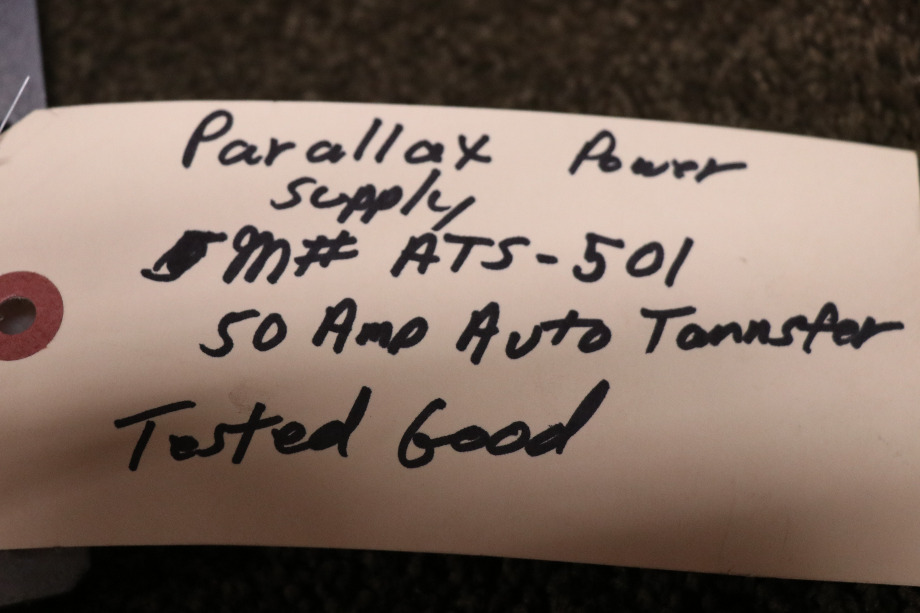 Parallax Power
supply
M# ATS-501
50 Amp Auto Tannsfer
Tested Good